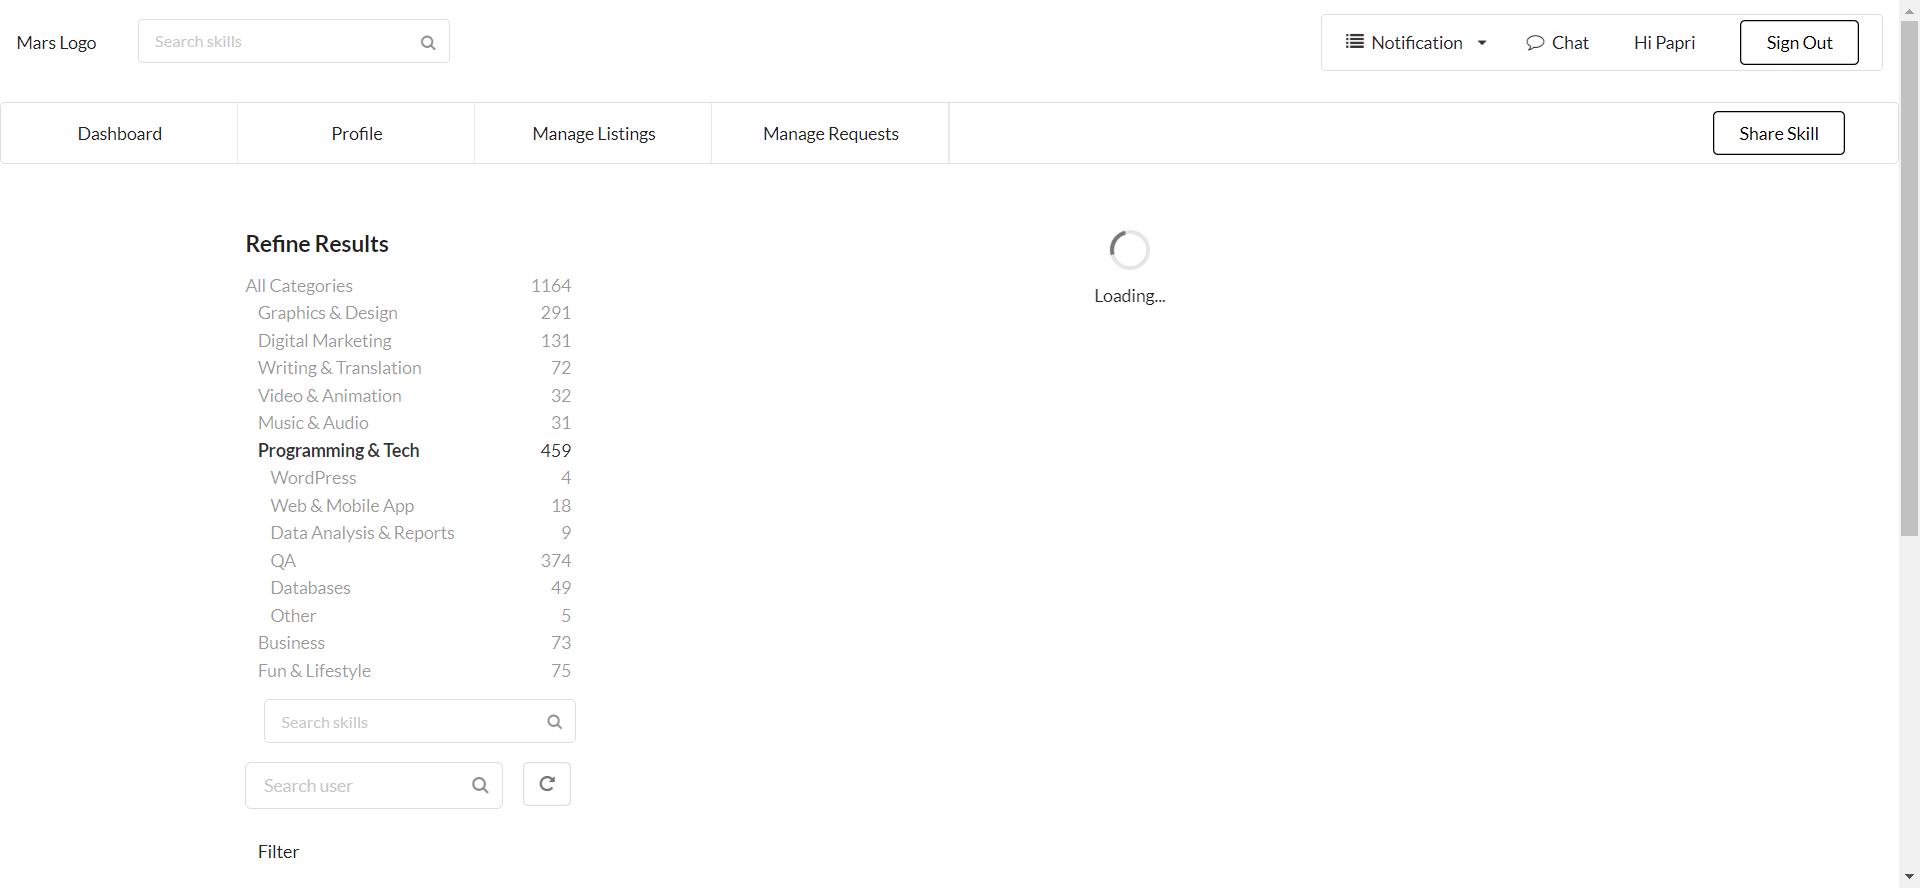 Mars Logo
Search skills
Notification
Chat
Hi Papri
Sign Out
Dashboard
Profile
Manage Listings
Manage Requests
Share Skill
Refine Results
All Categories 1164
Graphics & Design 291
Digital Marketing 131
Writing & Translation 72
Video & Animation 32
Music & Audio 31
Programming & Tech 459
WordPress 4
Web & Mobile App 18
Data Analysis & Reports 9
QA 374
Databases 49
Other 5
Business 73
Fun & Lifestyle 75
Search skills
Search user
Filter
Loading...